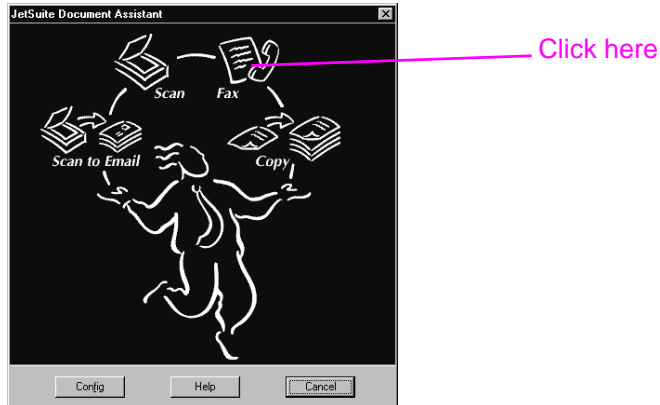 JetSuite Document Assistant
Click here
Scan Fax
Scan to Email Copy
Config Help Cancel